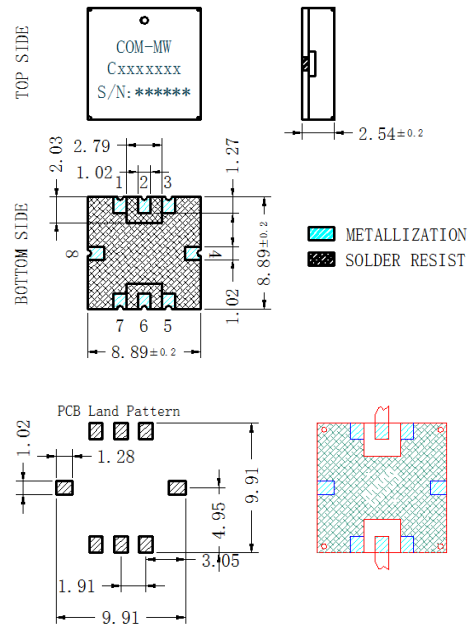 TOP SIDE
COM-MW
Cxxxxxxx
S/N:******
2.54±0.2
BOTTOM SIDE
2.03
2.79
1.02
1.27
1 2 3
8
4
8.89±0.2
1.02
7 6 5
8.89±0.2
METALLIZATION
SOLDER RESIST
PCB Land Pattern
1.02
1.28
9.91
4.95
3.05
1.91
9.91